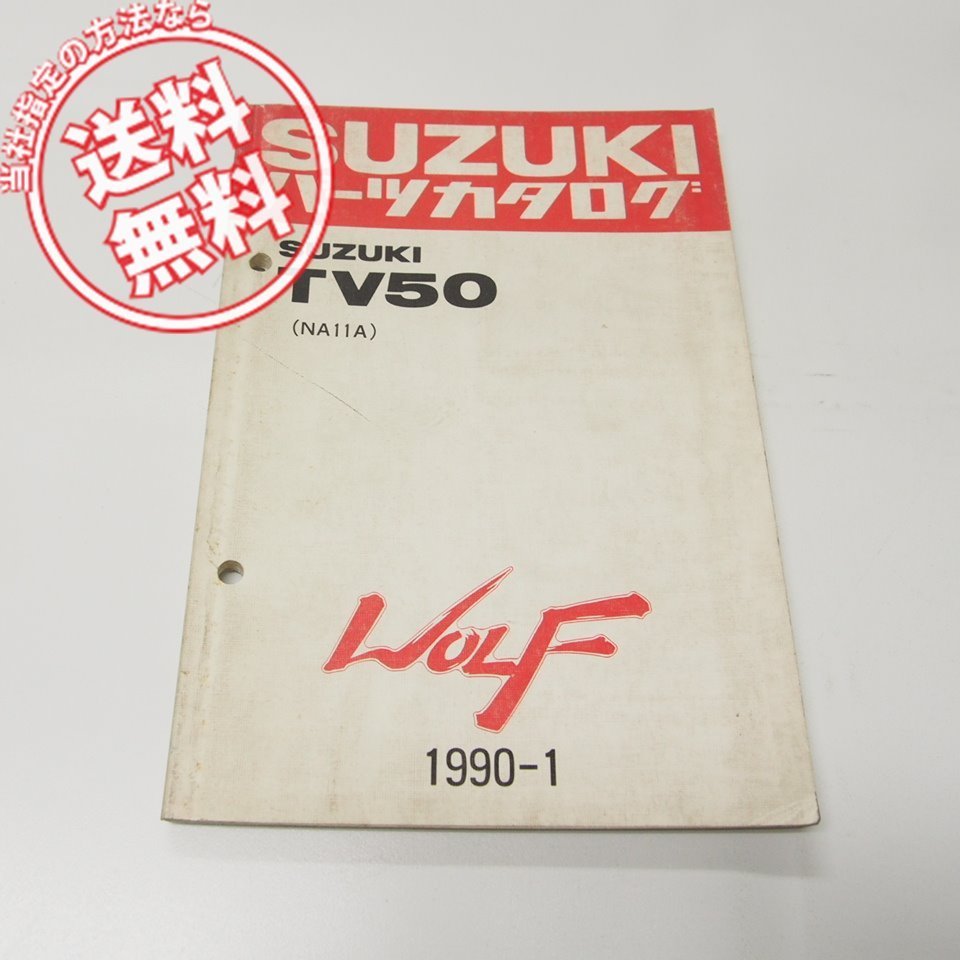 当社指定の方法なら
送料
無料
SUZUKI
パーツカタログ
SUZUKI
TV50
(NA11A)
WOLF
1990-1